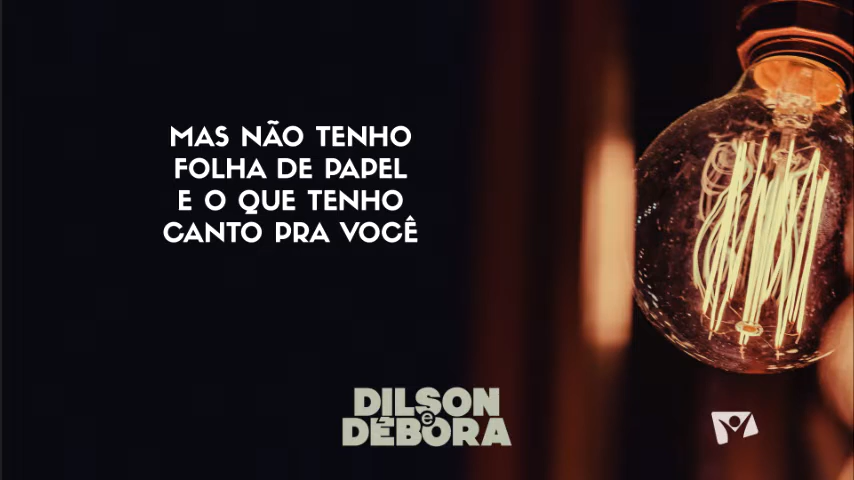 MAS NÃO TENHO
FOLHA DE PAPEL
E O QUE TENHO
CANTO PRA VOCÊ
DILSON
e
DÉBORA